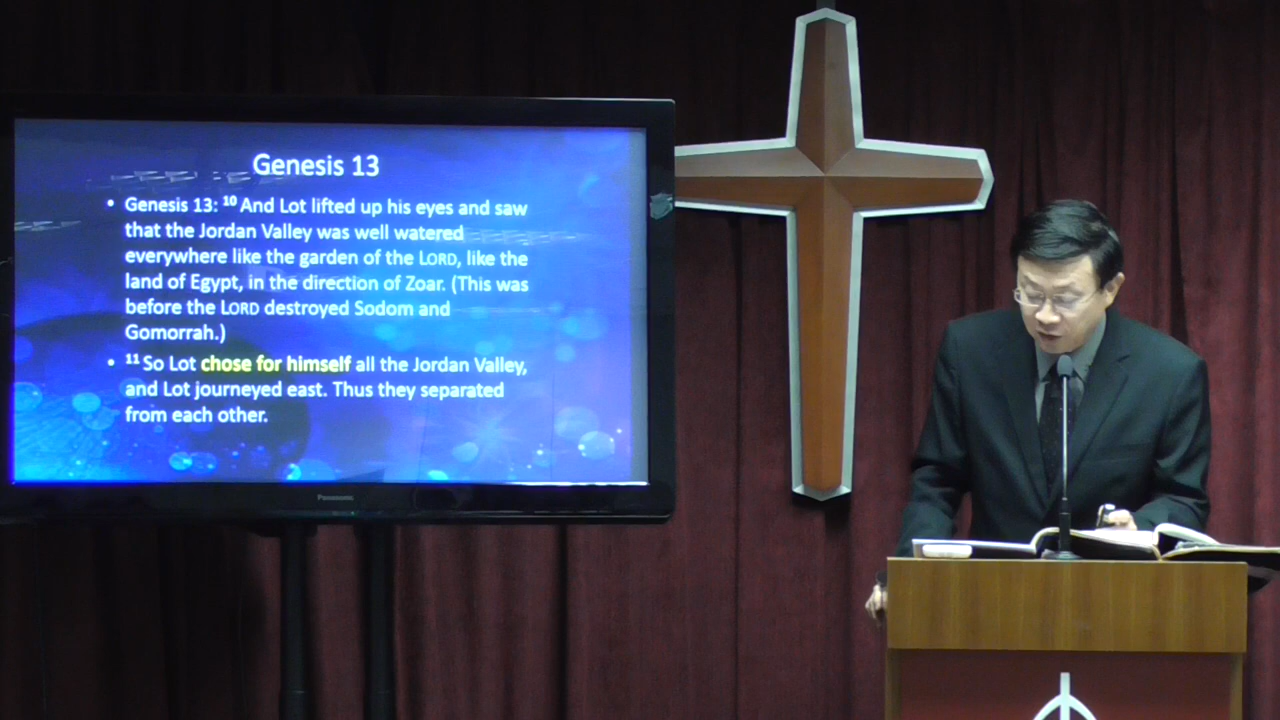 Genesis 13
• Genesis 13: ¹⁰ And Lot lifted up his eyes and saw
that the Jordan Valley was well watered
everywhere like the garden of the LORD, like the
land of Egypt, in the direction of Zoar. (This was
before the LORD destroyed Sodom and
Gomorrah.)
• ¹¹ So Lot chose for himself all the Jordan Valley,
and Lot journeyed east. Thus they separated
from each other.
Panasonic